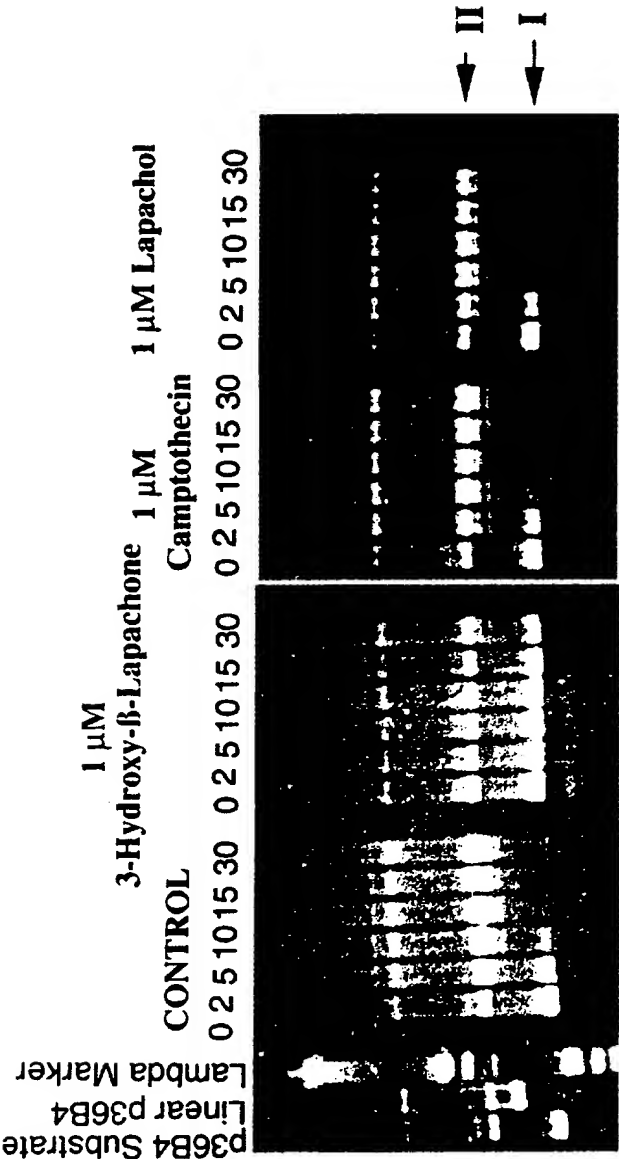 p36B4 Substrate
Linear p36B4
Lambda Marker
CONTROL
0 2 5 10 15 30
1 µM
3-Hydroxy-ß-Lapachone
0 2 5 10 15 30
1 µM
Camptothecin
0 2 5 10 15 30
1 µM Lapachol
0 2 5 10 15 30
II
I